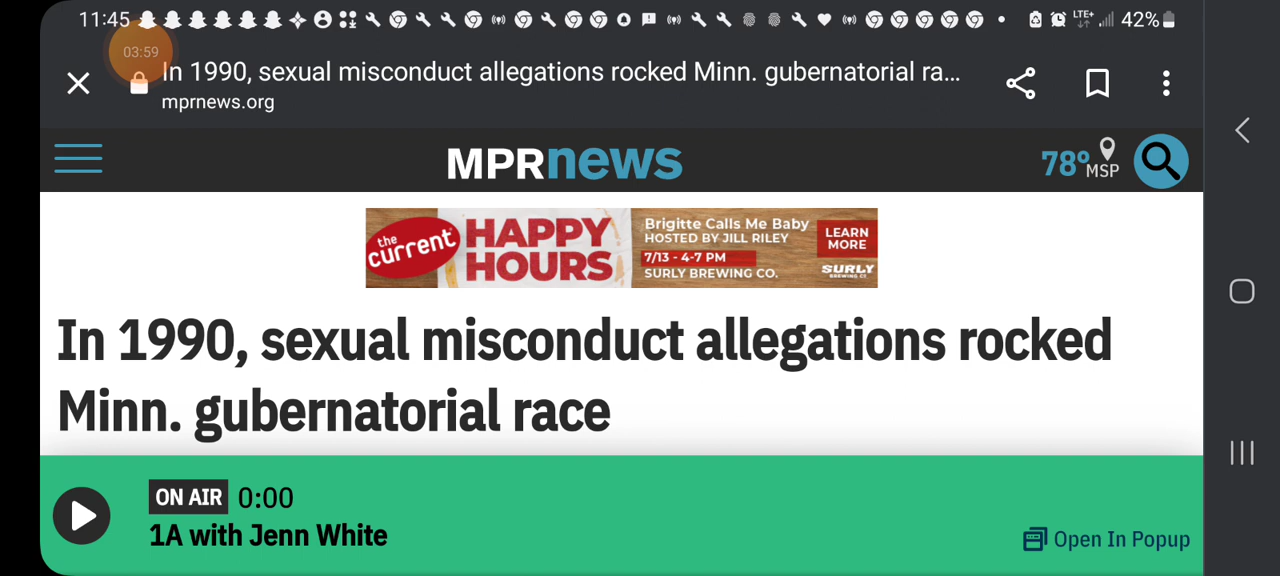 11:45
LTE+
42%
03:59
In 1990, sexual misconduct allegations rocked Minn. gubernatorial ra...
mprnews.org
MPRnews
78°
MSP
the
current
HAPPY
HOURS
Brigitte Calls Me Baby
HOSTED BY JILL RILEY
7/13 - 4-7 PM
SURLY BREWING CO.
LEARN
MORE
SURLY
BREWING CO.
In 1990, sexual misconduct allegations rocked
Minn. gubernatorial race
ON AIR 0:00
1A with Jenn White
Open In Popup